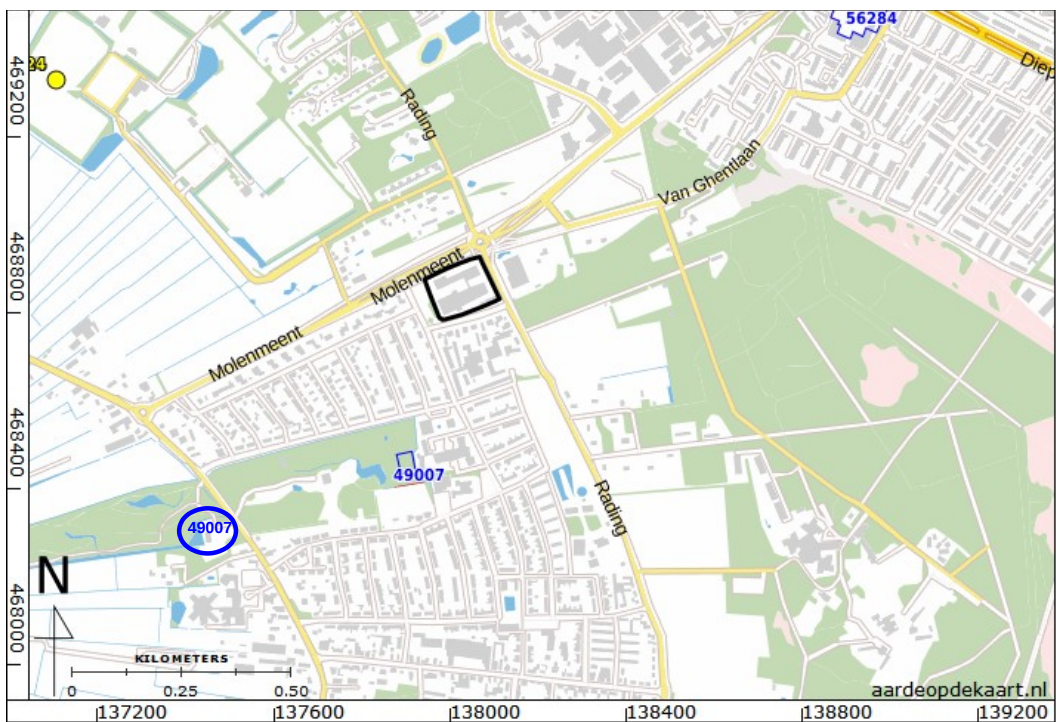 56284
24
Diep
469200
Rading
Van Ghentlaan
468800
Molenmeent
Molenmeent
468400
49007
Rading
49007
N
468000
KILOMETERS
0 0.25 0.50
aardeopdekaart.nl
137200 137600 138000 138400 138800 139200